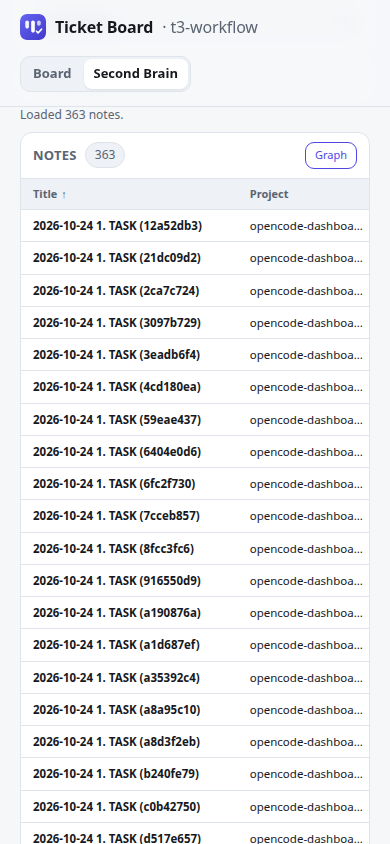 Ticket Board · t3-workflow
Board Second Brain
Loaded 363 notes.
NOTES 363 Graph
Title ↑ Project
2026-10-24 1. TASK (12a52db3) opencode-dashboa...
2026-10-24 1. TASK (21dc09d2) opencode-dashboa...
2026-10-24 1. TASK (2ca7c724) opencode-dashboa...
2026-10-24 1. TASK (3097b729) opencode-dashboa...
2026-10-24 1. TASK (3eadb6f4) opencode-dashboa...
2026-10-24 1. TASK (4cd180ea) opencode-dashboa...
2026-10-24 1. TASK (59eae437) opencode-dashboa...
2026-10-24 1. TASK (6404e0d6) opencode-dashboa...
2026-10-24 1. TASK (6fc2f730) opencode-dashboa...
2026-10-24 1. TASK (7cceb857) opencode-dashboa...
2026-10-24 1. TASK (8fcc3fc6) opencode-dashboa...
2026-10-24 1. TASK (916550d9) opencode-dashboa...
2026-10-24 1. TASK (a190876a) opencode-dashboa...
2026-10-24 1. TASK (a1d687ef) opencode-dashboa...
2026-10-24 1. TASK (a35392c4) opencode-dashboa...
2026-10-24 1. TASK (a8a95c10) opencode-dashboa...
2026-10-24 1. TASK (a8d3f2eb) opencode-dashboa...
2026-10-24 1. TASK (b240fe79) opencode-dashboa...
2026-10-24 1. TASK (c0b42750) opencode-dashboa...
2026-10-24 1. TASK (d517e657) opencode-dashboa...